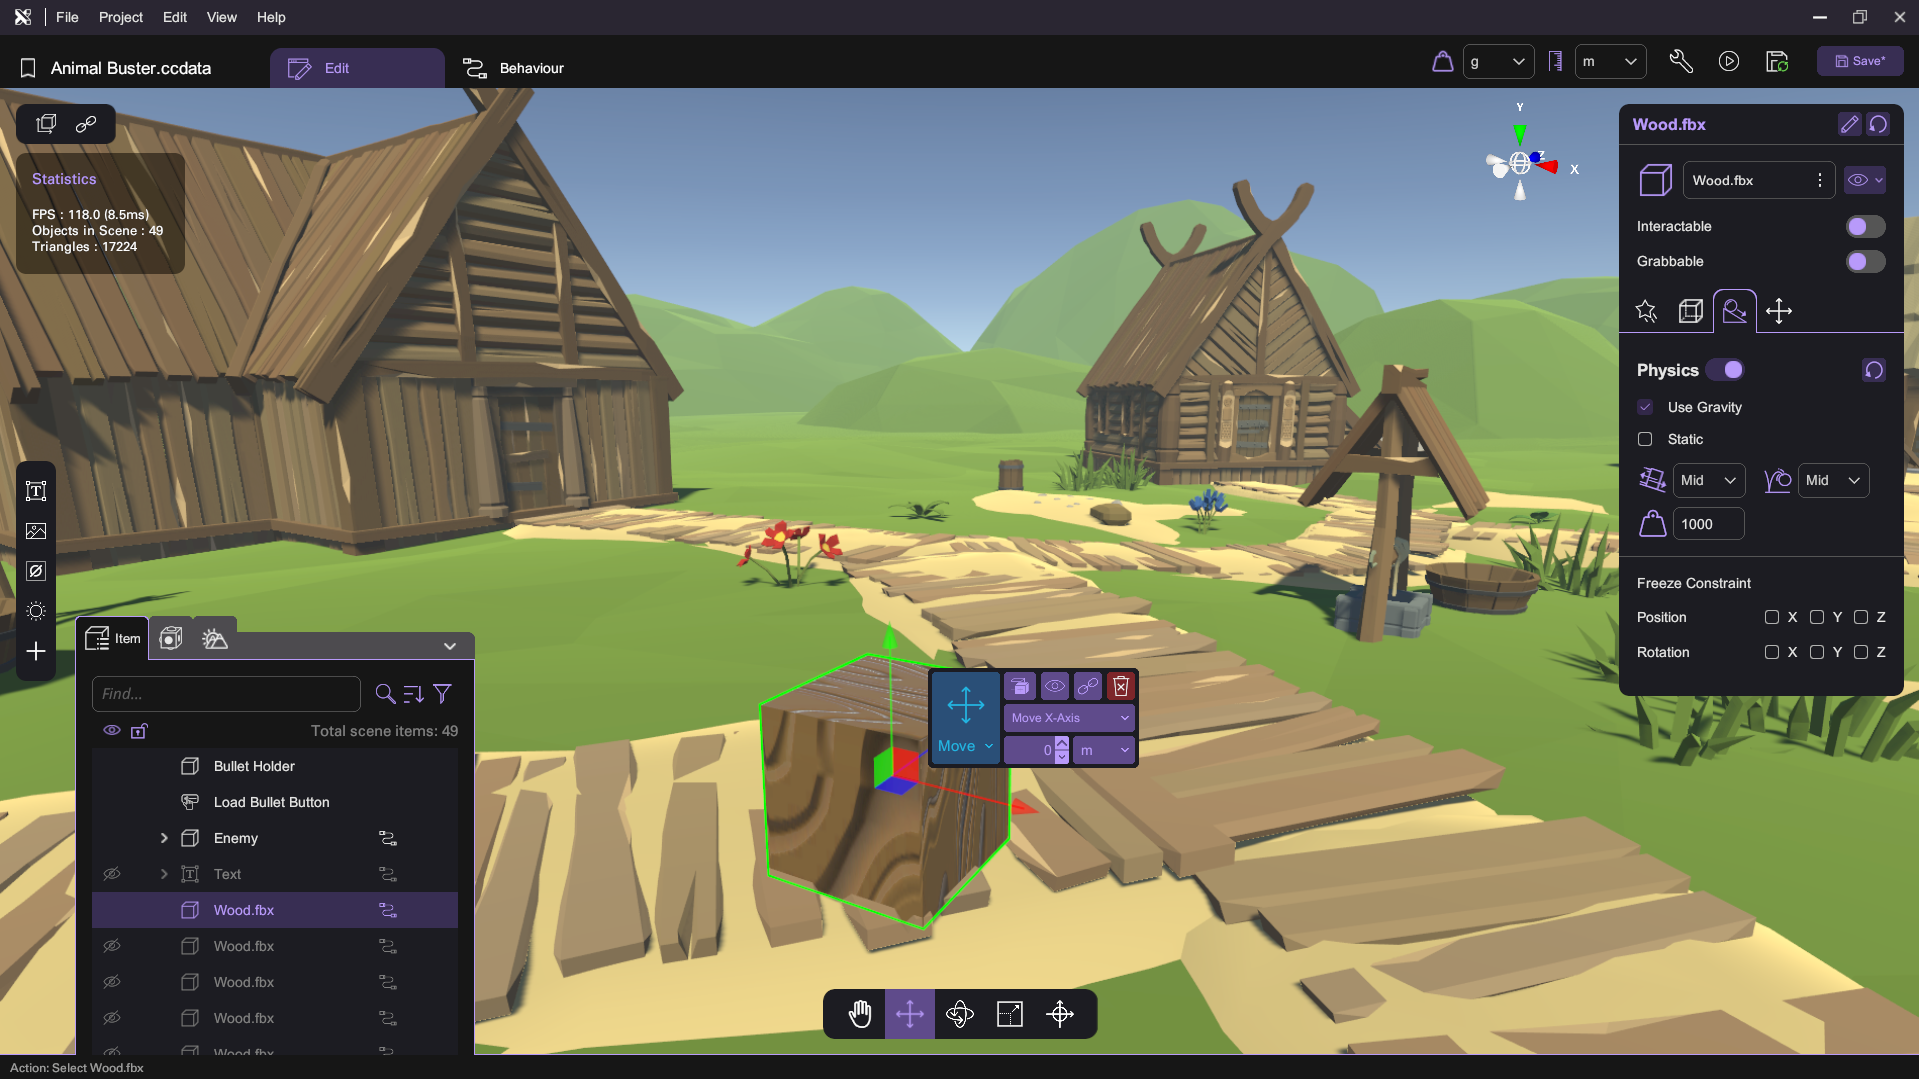 File Project Edit View Help
Animal Buster.ccdata
Edit
Behaviour
g
m
Save*
Statistics
FPS : 118.0 (8.5ms)
Objects in Scene : 49
Triangles : 17224
Y
Z
X
Wood.fbx
Wood.fbx
Interactable
Grabbable
Physics
Use Gravity
Static
Mid
Mid
1000
Freeze Constraint
Position X Y Z
Rotation X Y Z
Move
Move X-Axis
0 m
Item
Find...
Total scene items: 49
Bullet Holder
Load Bullet Button
Enemy
T Text
Wood.fbx
Wood.fbx
Wood.fbx
Wood.fbx
Wood.fbx
Action: Select Wood.fbx